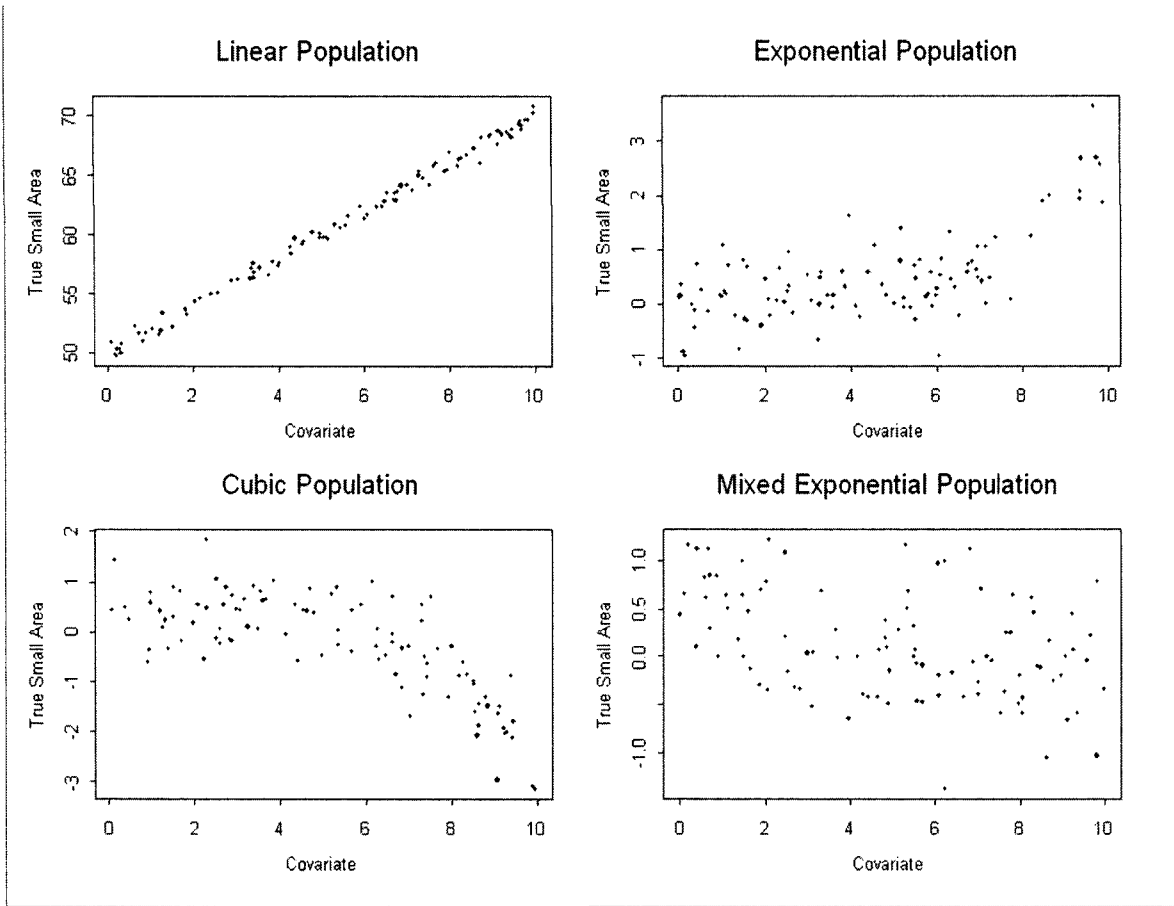 Linear Population
True Small Area
70
65
60
55
50
0 2 4 6 8 10
Covariate
Exponential Population
True Small Area
3
2
1
0
-1
0 2 4 6 8 10
Covariate
Cubic Population
True Small Area
2
1
0
-1
-2
-3
0 2 4 6 8 10
Covariate
Mixed Exponential Population
True Small Area
1.0
0.5
0.0
-1.0
0 2 4 6 8 10
Covariate